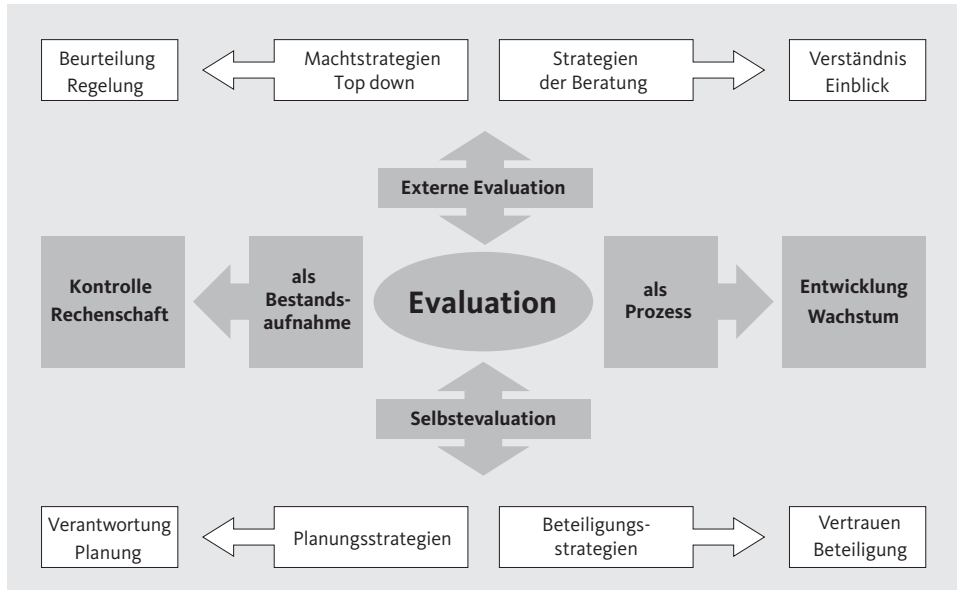 Beurteilung
Regelung
Machtstrategien
Top down
Strategien
der Beratung
Verständnis
Einblick
Externe Evaluation
Kontrolle
Rechenschaft
als
Bestands-
aufnahme
Evaluation
als
Prozess
Entwicklung
Wachstum
Selbstevaluation
Verantwortung
Planung
Planungsstrategien
Beteiligungs-
strategien
Vertrauen
Beteiligung